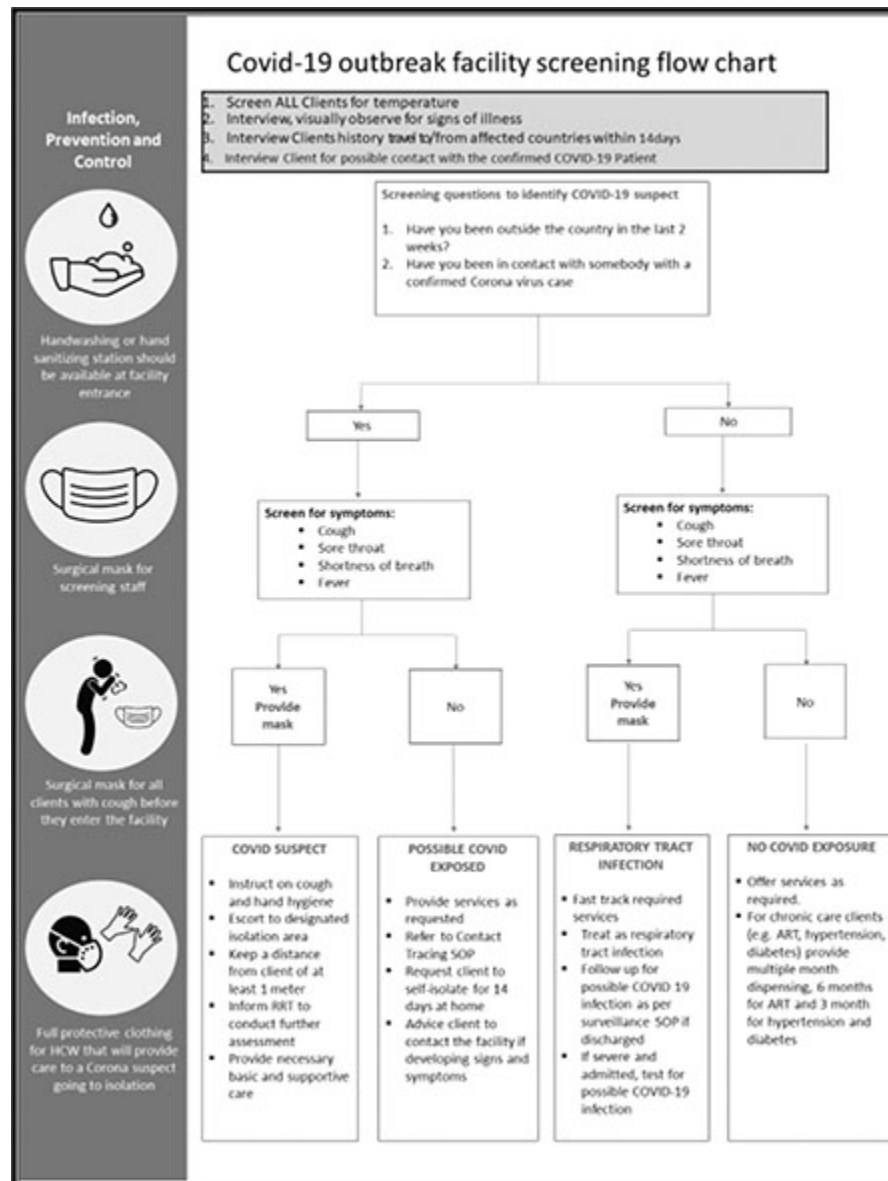 Covid-19 outbreak facility screening flow chart
1. Screen ALL Clients for temperature
2. Interview, visually observe for signs of illness
3. Interview Clients history travel to/from affected countries within 14days
4. Interview Client for possible contact with the confirmed COVID-19 Patient
Infection,
Prevention and
Control
Handwashing or hand
sanitizing station should
be available at facility
entrance
Surgical mask for
screening staff
Surgical mask for all
clients with cough before
they enter the facility
Full protective clothing
for HCW that will provide
care to a Corona suspect
going to isolation
Screening questions to identify COVID-19 suspect
1. Have you been outside the country in the last 2
weeks?
2. Have you been in contact with somebody with a
confirmed Corona virus case
Yes
No
Screen for symptoms:
▪ Cough
▪ Sore throat
▪ Shortness of breath
▪ Fever
Screen for symptoms:
▪ Cough
▪ Sore throat
▪ Shortness of breath
▪ Fever
Yes
Provide
mask
No
Yes
Provide
mask
No
COVID SUSPECT
▪ Instruct on cough
and hand hygiene
▪ Escort to designated
isolation area
▪ Keep a distance
from client of at
least 1 meter
▪ Inform RRT to
conduct further
assessment
▪ Provide necessary
basic and supportive
care
POSSIBLE COVID
EXPOSED
▪ Provide services as
requested
▪ Refer to Contact
Tracing SOP
▪ Request client to
self-isolate for 14
days at home
▪ Advice client to
contact the facility if
developing signs and
symptoms
RESPIRATORY TRACT
INFECTION
▪ Fast track required
services
▪ Treat as respiratory
tract infection
▪ Follow up for
possible COVID 19
infection as per
surveillance SOP if
discharged
▪ If severe and
admitted, test for
possible COVID-19
infection
NO COVID EXPOSURE
▪ Offer services as
required.
▪ For chronic care clients
(e.g. ART, hypertension,
diabetes) provide
multiple month
dispensing, 6 months
for ART and 3 month
for hypertension and
diabetes